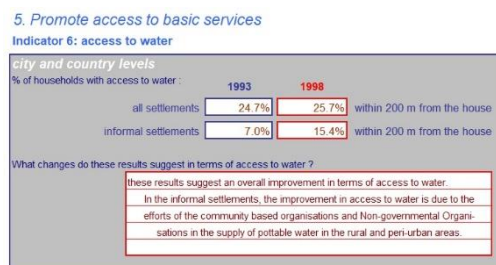 5. Promote access to basic services
Indicator 6: access to water
city and country levels
% of households with access to water :
1993 1998
all settlements 24.7% 25.7% within 200 m from the house
informal settlements 7.0% 15.4% within 200 m from the house
What changes do these results suggest in terms of access to water ?
these results suggest an overall improvement in terms of access to water.
In the informal settlements, the improvement in access to water is due to the
efforts of the community based organisations and Non-governmental Organi-
sations in the supply of pottable water in the rural and peri-urban areas.